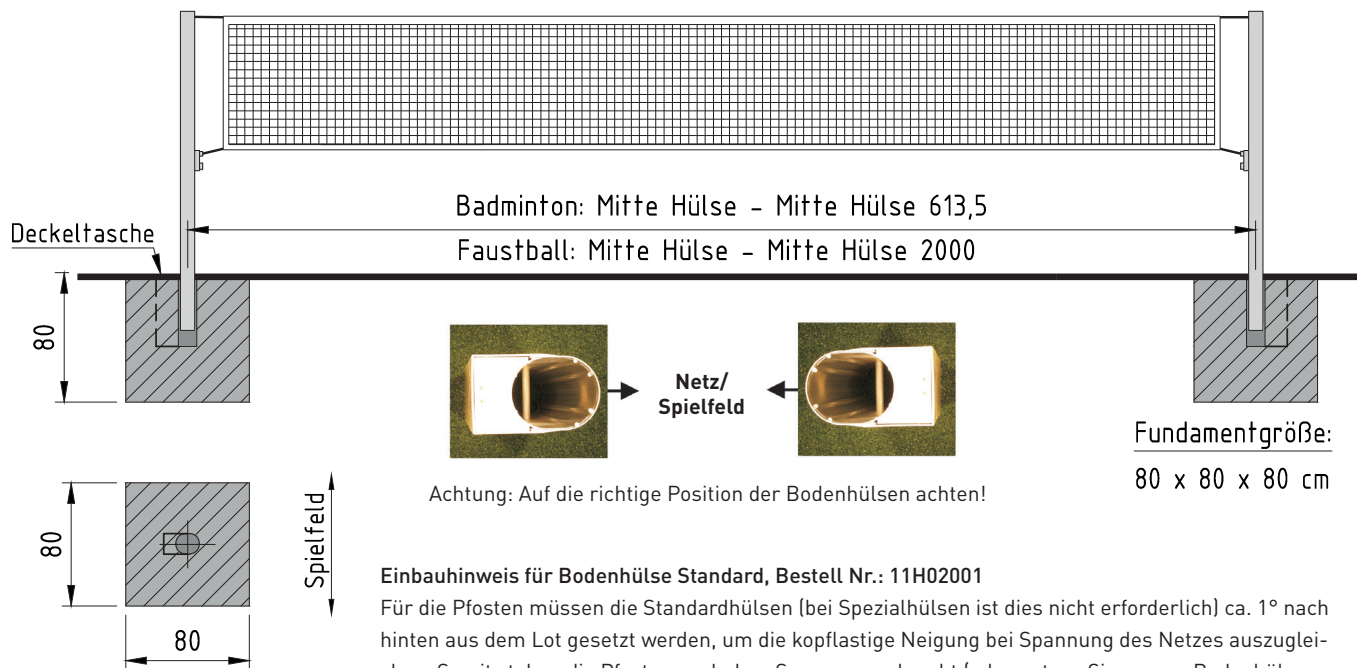 Badminton: Mitte Hülse - Mitte Hülse 613,5
Deckeltasche
Faustball: Mitte Hülse - Mitte Hülse 2000
80
Netz/
Spielfeld
Fundamentgröße:
80 x 80 x 80 cm
Achtung: Auf die richtige Position der Bodenhülsen achten!
80
Spielfeld
80
Einbauhinweis für Bodenhülse Standard, Bestell Nr.: 11H02001
Für die Pfosten müssen die Standardhülsen (bei Spezialhülsen ist dies nicht erforderlich) ca. 1° nach
hinten aus dem Lot gesetzt werden, um die kopflastige Neigung bei Spannung des Netzes auszuglei-